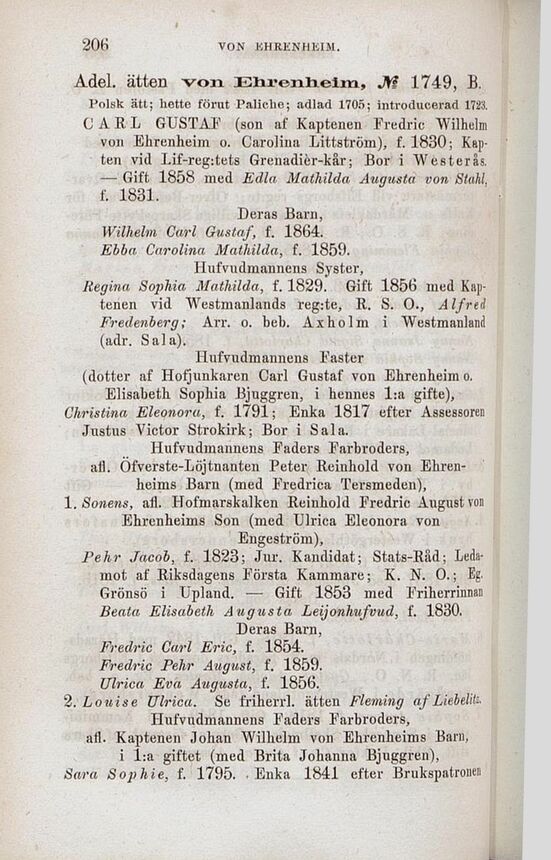 206 VON EHRENHEIM.
Adel. ätten von Ehrenheim, № 1749, B.
Polsk ätt; hette förut Paliche; adlad 1705; introducerad 1723.
CARL GUSTAF (son af Kaptenen Fredric Wilhelm
von Ehrenheim o. Carolina Littström), f. 1830; Kap-
ten vid Lif-reg:tets Grenadièr-kår; Bor i Westerås.
— Gift 1858 med Edla Mathilda Augusta von Stahl,
f. 1831.
Deras Barn,
Wilhelm Carl Gustaf, f. 1864.
Ebba Carolina Mathilda, f. 1859.
Hufvudmannens Syster,
Regina Sophia Mathilda, f. 1829. Gift 1856 med Kap-
tenen vid Westmanlands reg:te, R. S. O., Alfred
Fredenberg; Arr. o. beb. Axholm i Westmanland
(adr. Sala).
Hufvudmannens Faster
(dotter af Hofjunkaren Carl Gustaf von Ehrenheim o.
Elisabeth Sophia Bjuggren, i hennes 1:a gifte),
Christina Eleonora, f. 1791; Enka 1817 efter Assessoren
Justus Victor Strokirk; Bor i Sala.
Hufvudmannens Faders Farbroders,
afl. Öfverste-Löjtnanten Peter Reinhold von Ehren-
heims Barn (med Fredrica Tersmeden),
1. Sonens, afl. Hofmarskalken Reinhold Fredric August von
Ehrenheims Son (med Ulrica Eleonora von
Engeström),
Pehr Jacob, f. 1823; Jur. Kandidat; Stats-Råd; Leda-
mot af Riksdagens Första Kammare; K. N. O.; Eg.
Grönsö i Upland. — Gift 1853 med Friherrinnan
Beata Elisabeth Augusta Leijonhufvud, f. 1830.
Deras Barn,
Fredric Carl Eric, f. 1854.
Fredric Pehr August, f. 1859.
Ulrica Eva Augusta, f. 1856.
2. Louise Ulrica. Se friherrl. ätten Fleming af Liebelitz.
Hufvudmannens Faders Farbroders,
afl. Kaptenen Johan Wilhelm von Ehrenheims Barn,
i 1:a giftet (med Brita Johanna Bjuggren),
Sara Sophie, f. 1795. Enka 1841 efter Brukspatronen